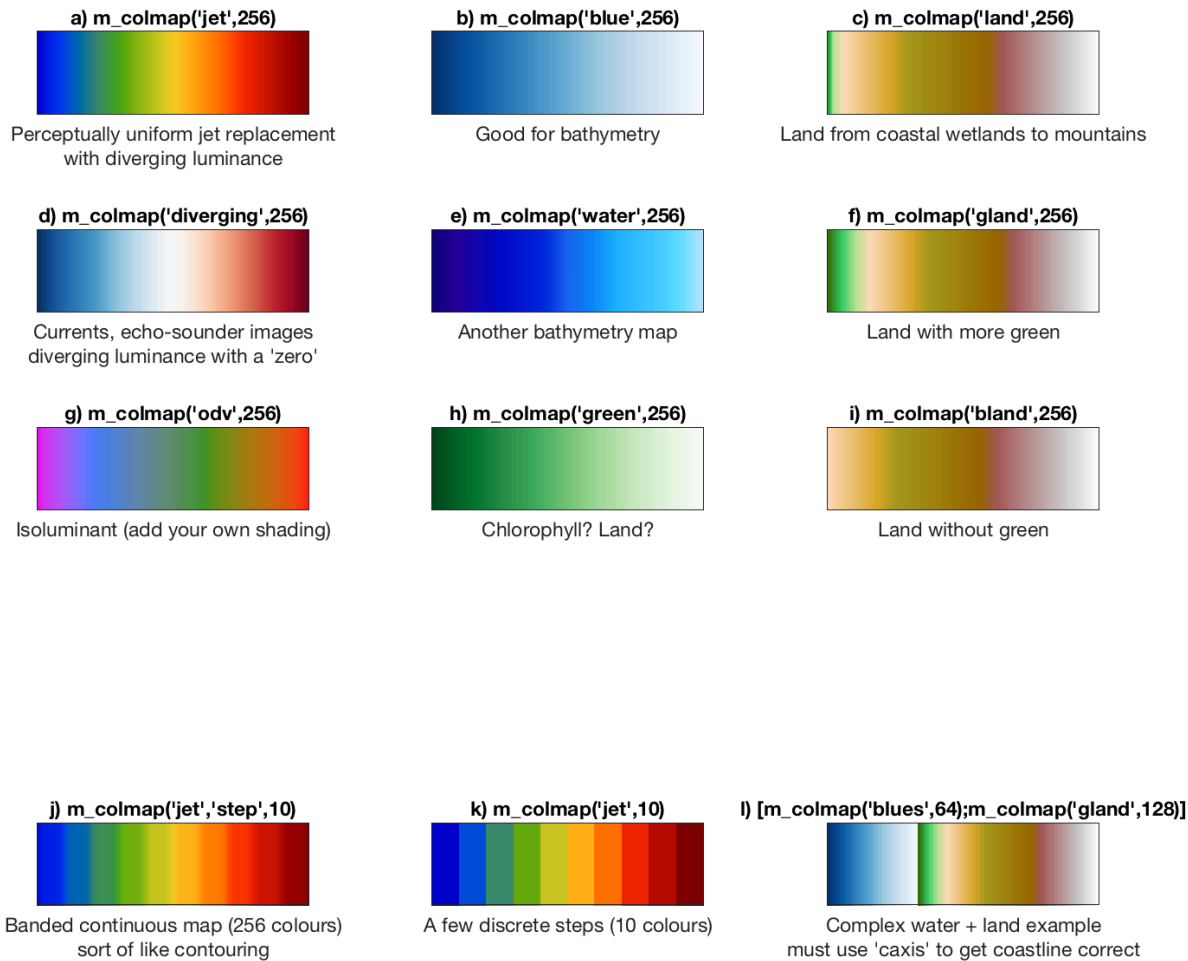 a) m_colmap('jet',256)
Perceptually uniform jet replacement
with diverging luminance
b) m_colmap('blue',256)
Good for bathymetry
c) m_colmap('land',256)
Land from coastal wetlands to mountains
d) m_colmap('diverging',256)
Currents, echo-sounder images
diverging luminance with a 'zero'
e) m_colmap('water',256)
Another bathymetry map
f) m_colmap('gland',256)
Land with more green
g) m_colmap('odv',256)
Isoluminant (add your own shading)
h) m_colmap('green',256)
Chlorophyll? Land?
i) m_colmap('bland',256)
Land without green
j) m_colmap('jet','step',10)
Banded continuous map (256 colours)
sort of like contouring
k) m_colmap('jet',10)
A few discrete steps (10 colours)
l) [m_colmap('blues',64);m_colmap('gland',128)]
Complex water + land example
must use 'caxis' to get coastline correct